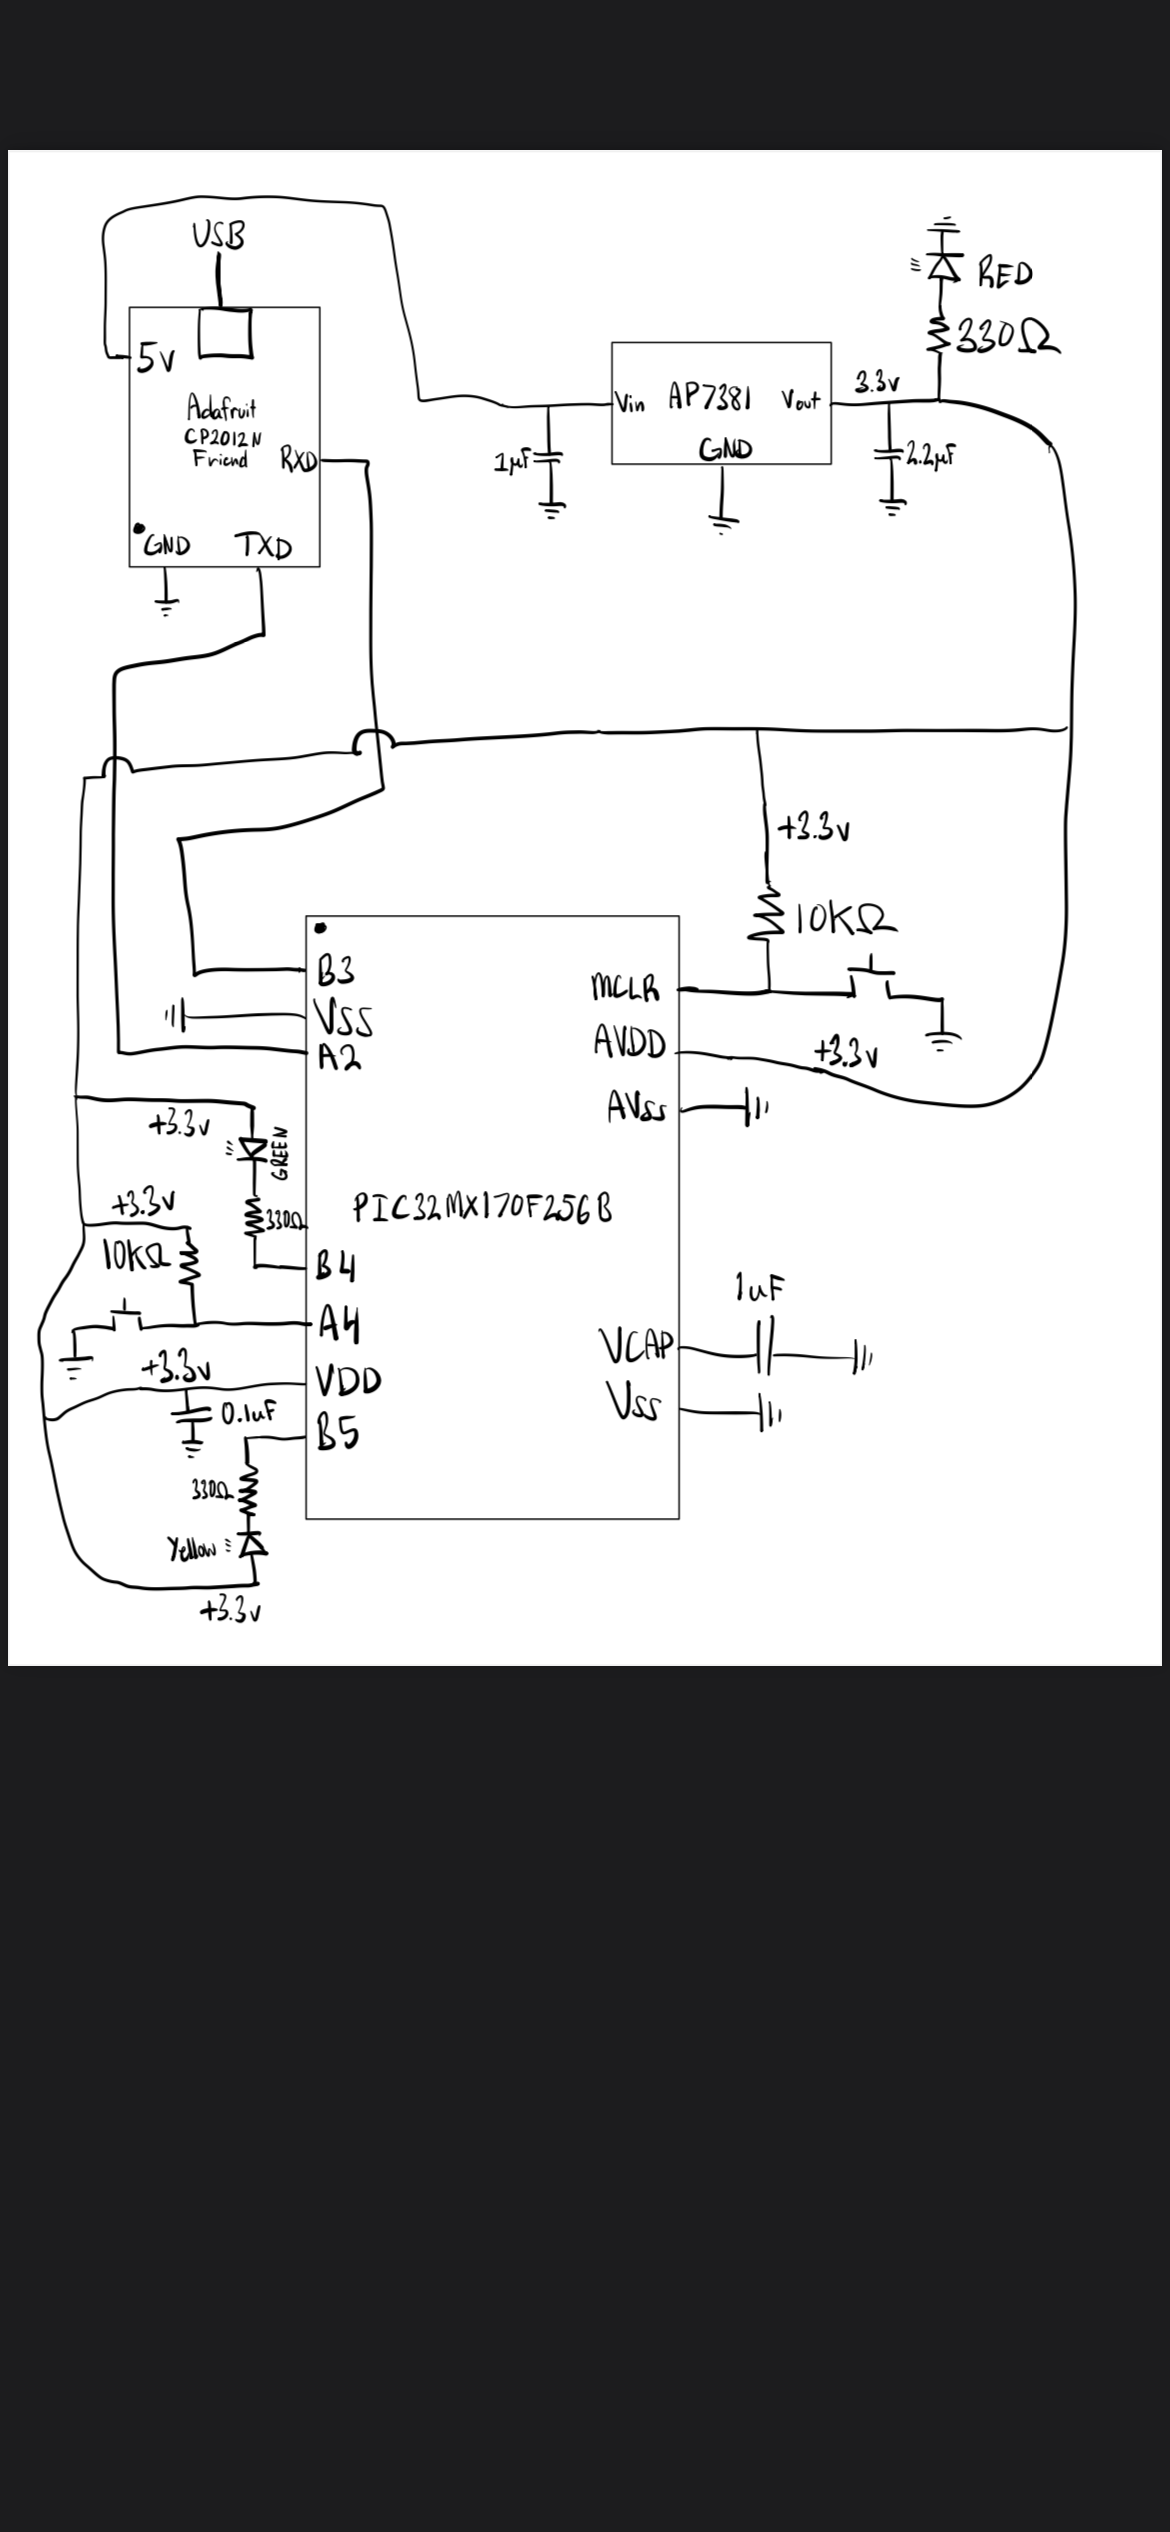 USB
5v
Adafruit
CP2012N
Friend
RXD
GND
TXD
RED
330Ω
Vin
AP7381
Vout
GND
3.3v
1µF
2.2µF
+3.3v
10KΩ
B3
VSS
A2
MCLR
AVDD
+3.3v
AVss
+3.3v
GREEN
330Ω
PIC32MX170F256B
+3.3v
10KΩ
B4
A4
+3.3v
VDD
0.1uF
B5
1uF
VCAP
Vss
330Ω
Yellow
+3.3v